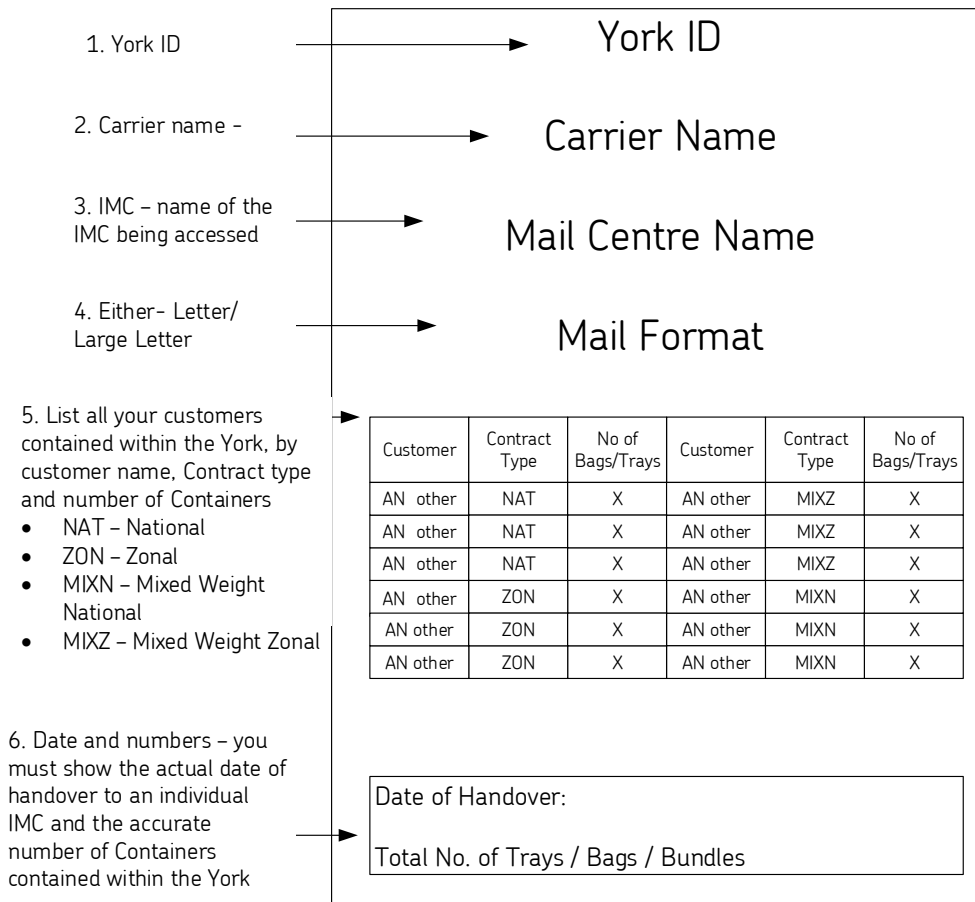 1. York ID
York ID
2. Carrier name -
Carrier Name
3. IMC – name of the
IMC being accessed
Mail Centre Name
4. Either- Letter/
Large Letter
Mail Format
5. List all your customers
contained within the York, by
customer name, Contract type
and number of Containers
• NAT – National
• ZON – Zonal
• MIXN – Mixed Weight
National
• MIXZ – Mixed Weight Zonal
Customer Contract Type No of Bags/Trays Customer Contract Type No of Bags/Trays
AN other NAT X AN other MIXZ X
AN other NAT X AN other MIXZ X
AN other NAT X AN other MIXZ X
AN other ZON X AN other MIXN X
AN other ZON X AN other MIXN X
AN other ZON X AN other MIXN X
6. Date and numbers – you
must show the actual date of
handover to an individual
IMC and the accurate
number of Containers
contained within the York
Date of Handover:
Total No. of Trays / Bags / Bundles